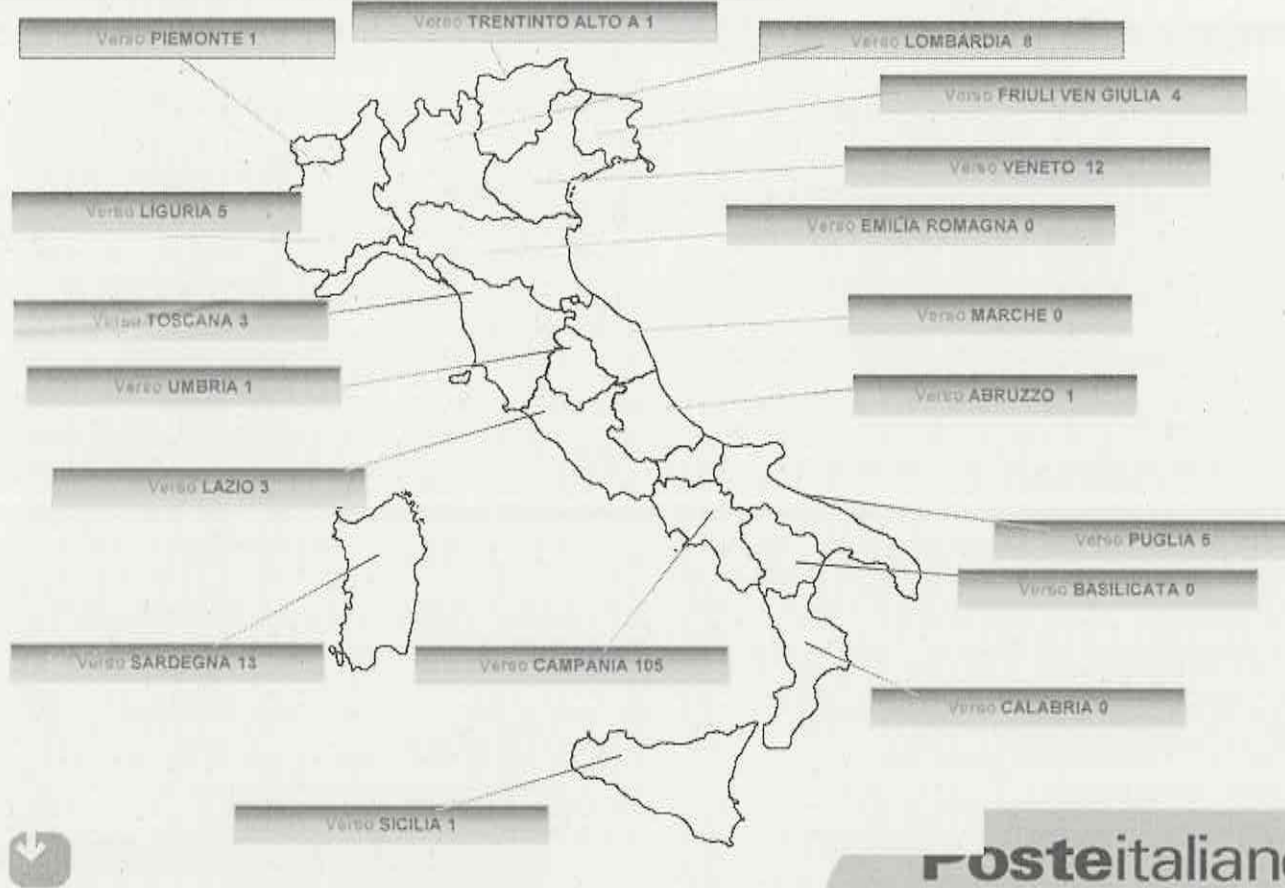 Verso TRENTINTO ALTO A 1
Verso PIEMONTE 1
Verso LOMBARDIA 8
Verso FRIULI VEN GIULIA 4
Verso VENETO 12
Verso LIGURIA 5
Verso EMILIA ROMAGNA 0
Verso TOSCANA 3
Verso MARCHE 0
Verso UMBRIA 1
Verso ABRUZZO 1
Verso LAZIO 3
Verso PUGLIA 5
Verso BASILICATA 0
Verso SARDEGNA 13
Verso CAMPANIA 105
Verso CALABRIA 0
Verso SICILIA 1
Posteitaliane